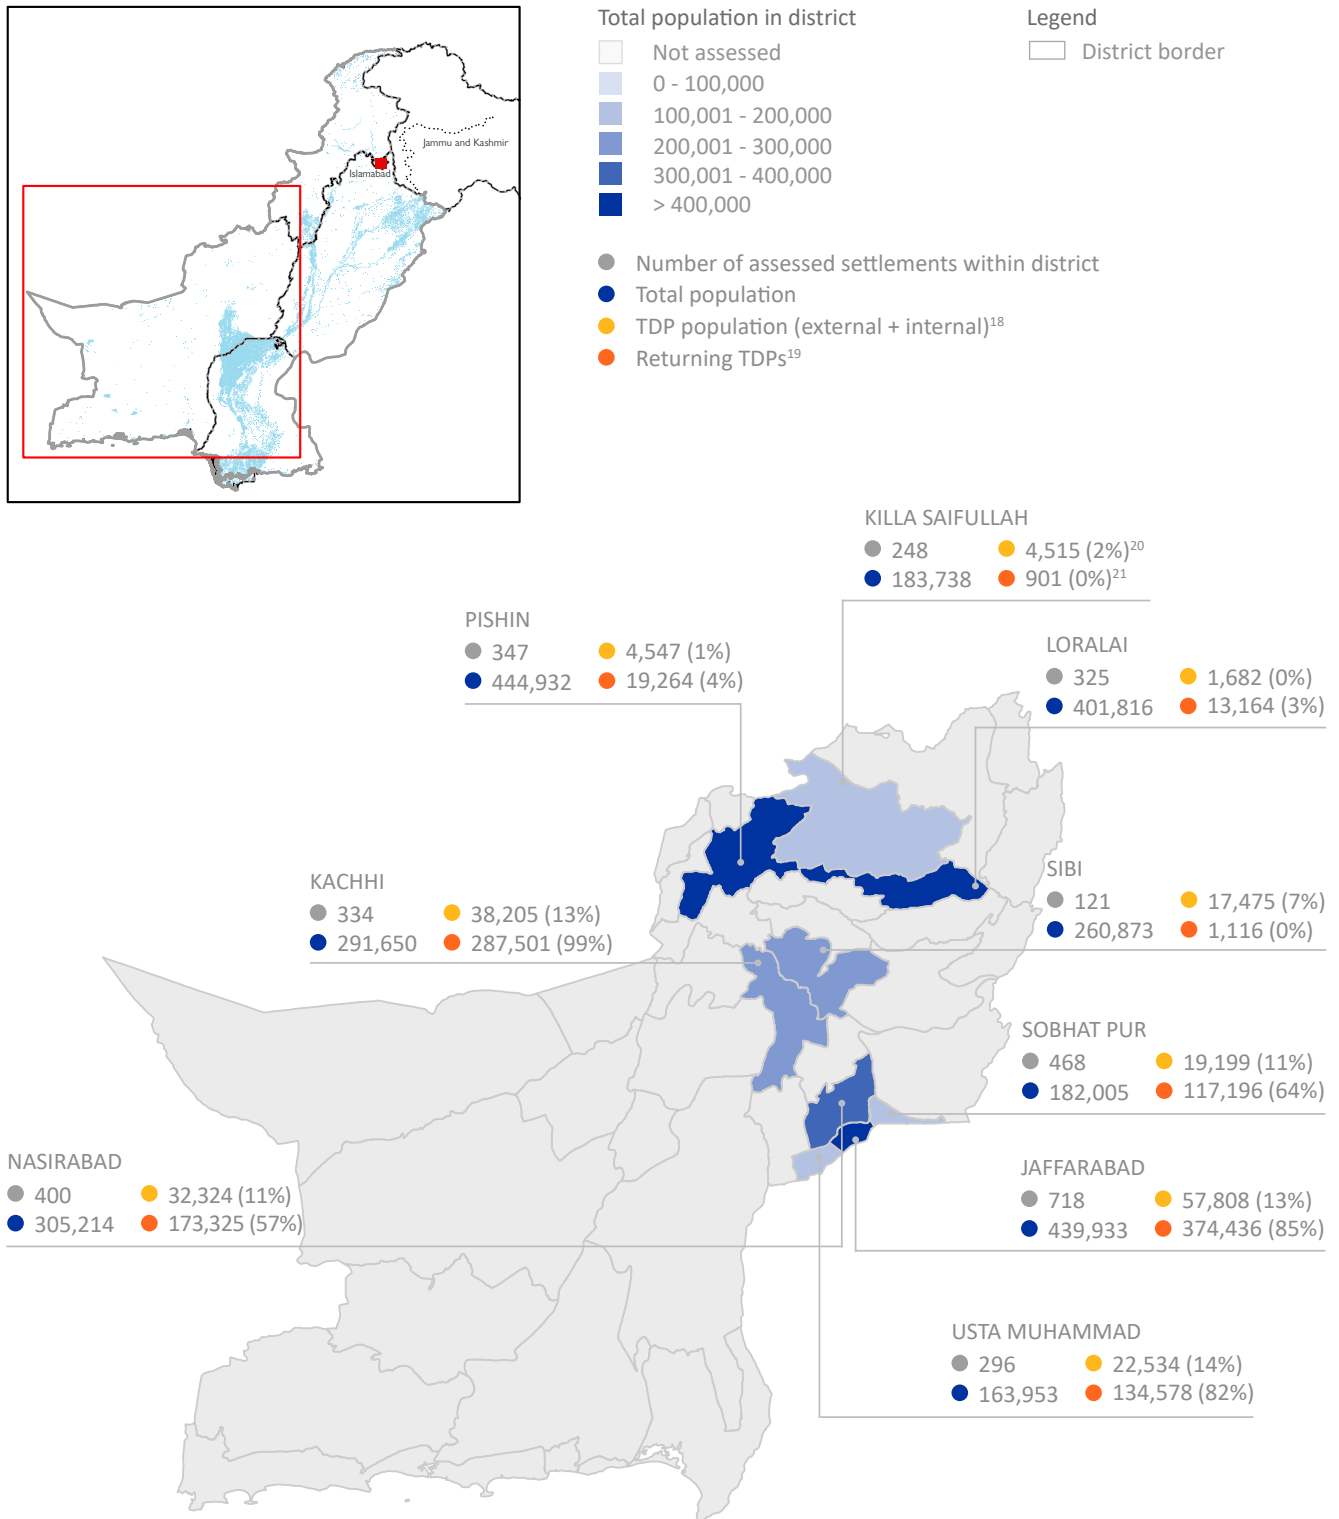 Total population in district
Not assessed
0 - 100,000
100,001 - 200,000
200,001 - 300,000
300,001 - 400,000
> 400,000
Legend
District border
Number of assessed settlements within district
Total population
TDP population (external + internal)18
Returning TDPs19
Jammu and Kashmir
Islamabad
KILLA SAIFULLAH
248 4,515 (2%)20
183,738 901 (0%)21
PISHIN
347 4,547 (1%)
444,932 19,264 (4%)
LORALAI
325 1,682 (0%)
401,816 13,164 (3%)
KACHHI
334 38,205 (13%)
291,650 287,501 (99%)
SIBI
121 17,475 (7%)
260,873 1,116 (0%)
SOBHAT PUR
468 19,199 (11%)
182,005 117,196 (64%)
NASIRABAD
400 32,324 (11%)
305,214 173,325 (57%)
JAFFARABAD
718 57,808 (13%)
439,933 374,436 (85%)
USTA MUHAMMAD
296 22,534 (14%)
163,953 134,578 (82%)